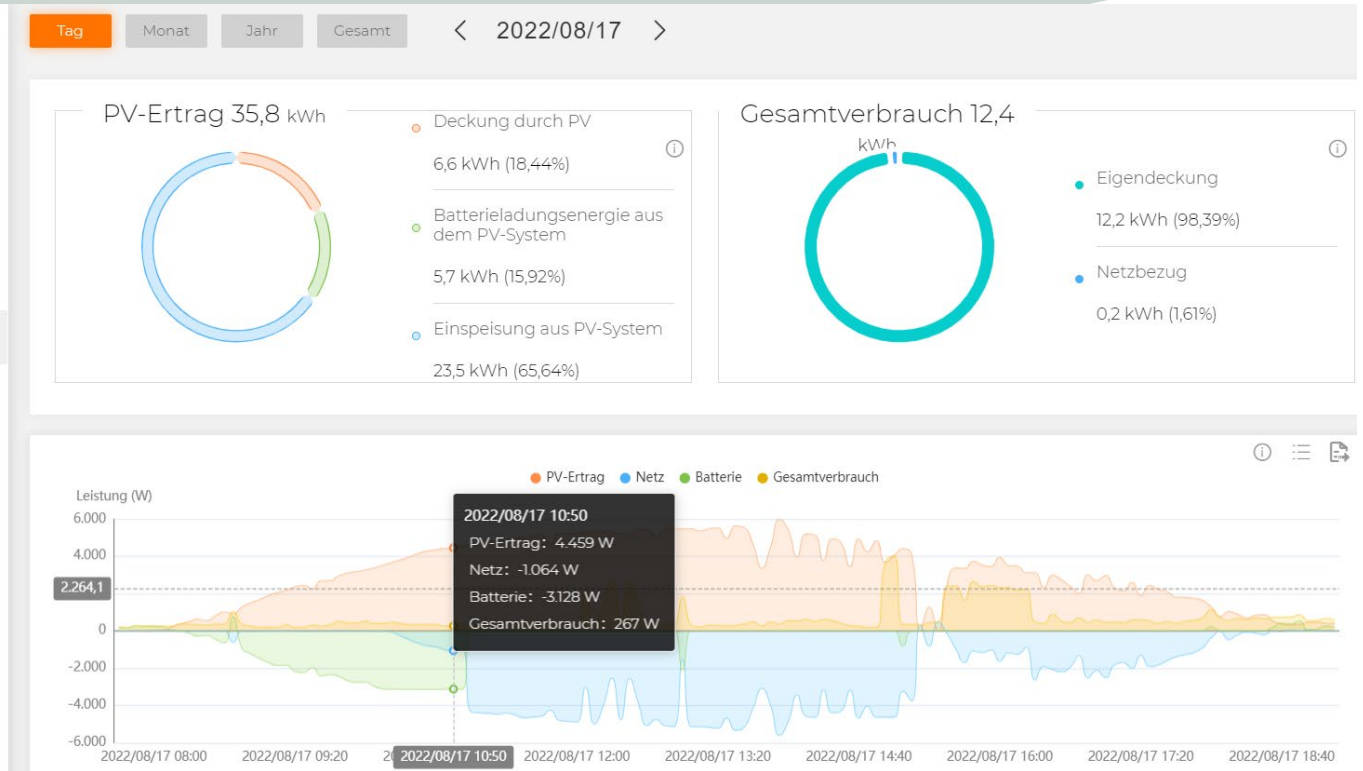 Tag Monat Jahr Gesamt < 2022/08/17 >
PV-Ertrag 35,8 kWh
Deckung durch PV
6,6 kWh (18,44%)
Batterieladungsenergie aus
dem PV-System
5,7 kWh (15,92%)
Einspeisung aus PV-System
23,5 kWh (65,64%)
Gesamtverbrauch 12,4
kWh
Eigendeckung
12,2 kWh (98,39%)
Netzbezug
0,2 kWh (1,61%)
PV-Ertrag Netz Batterie Gesamtverbrauch
Leistung (W)
6.000
4.000
2.264,1
0
-2.000
-4.000
-6.000
2022/08/17 10:50
PV-Ertrag: 4.459 W
Netz: -1.064 W
Batterie: -3.128 W
Gesamtverbrauch: 267 W
2022/08/17 08:00 2022/08/17 09:20 2022/08/17 10:50 2022/08/17 12:00 2022/08/17 13:20 2022/08/17 14:40 2022/08/17 16:00 2022/08/17 17:20 2022/08/17 18:40